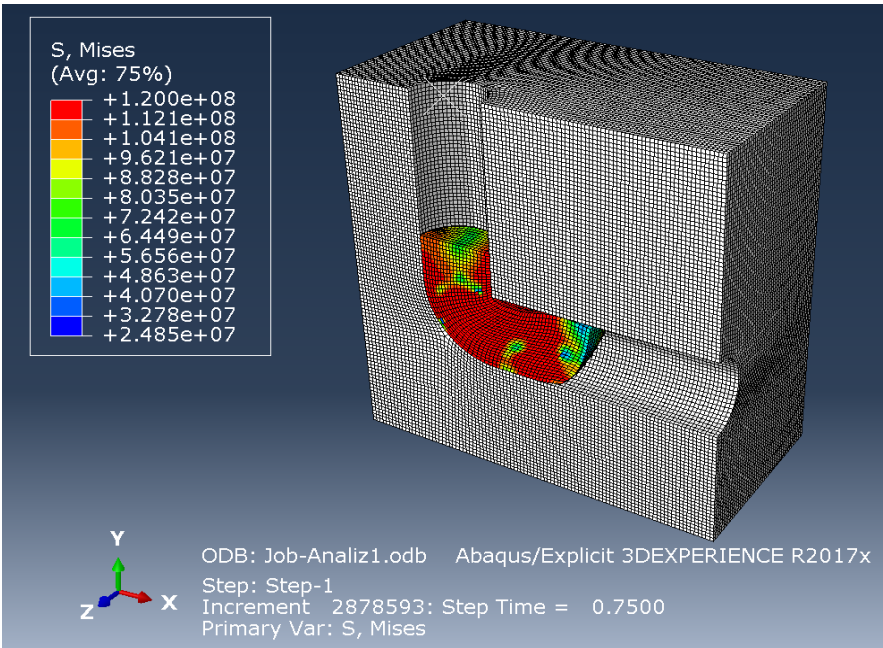 S, Mises
(Avg: 75%)
+1.200e+08
+1.121e+08
+1.041e+08
+9.621e+07
+8.828e+07
+8.035e+07
+7.242e+07
+6.449e+07
+5.656e+07
+4.863e+07
+4.070e+07
+3.278e+07
+2.485e+07
Y
X
Z
ODB: Job-Analiz1.odb Abaqus/Explicit 3DEXPERIENCE R2017x
Step: Step-1
Increment 2878593: Step Time = 0.7500
Primary Var: S, Mises